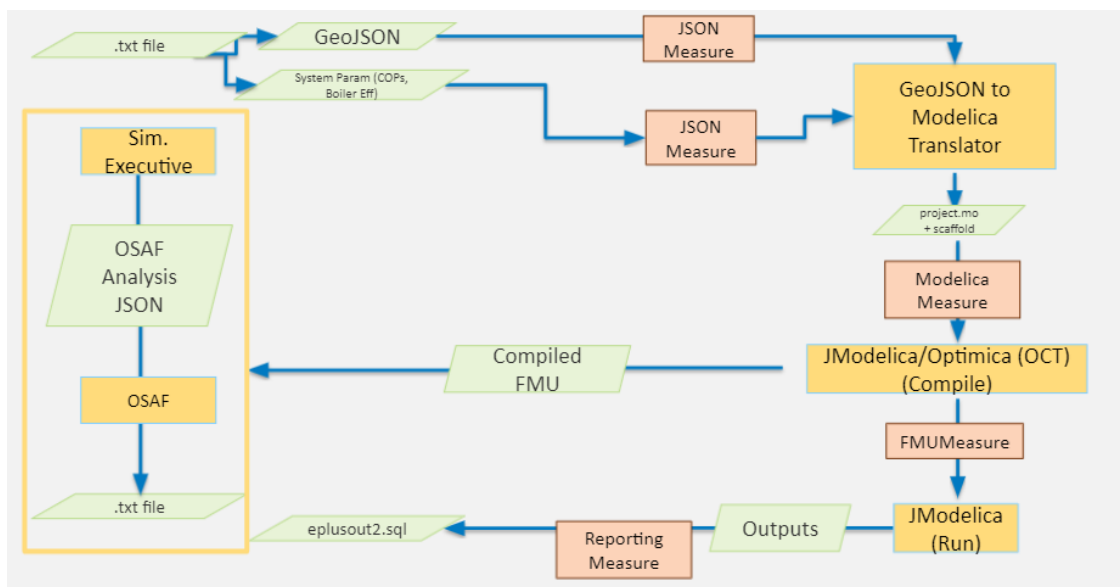 .txt file
GeoJSON
JSON
Measure
System Param (COPs,
Boiler Eff)
JSON
Measure
GeoJSON to
Modelica
Translator
project.mo
+ scaffold
Modelica
Measure
JModelica/Optimica (OCT)
(Compile)
Compiled
FMU
FMUMeasure
JModelica
(Run)
Outputs
Reporting
Measure
eplusout2.sql
Sim.
Executive
OSAF
Analysis
JSON
OSAF
.txt file